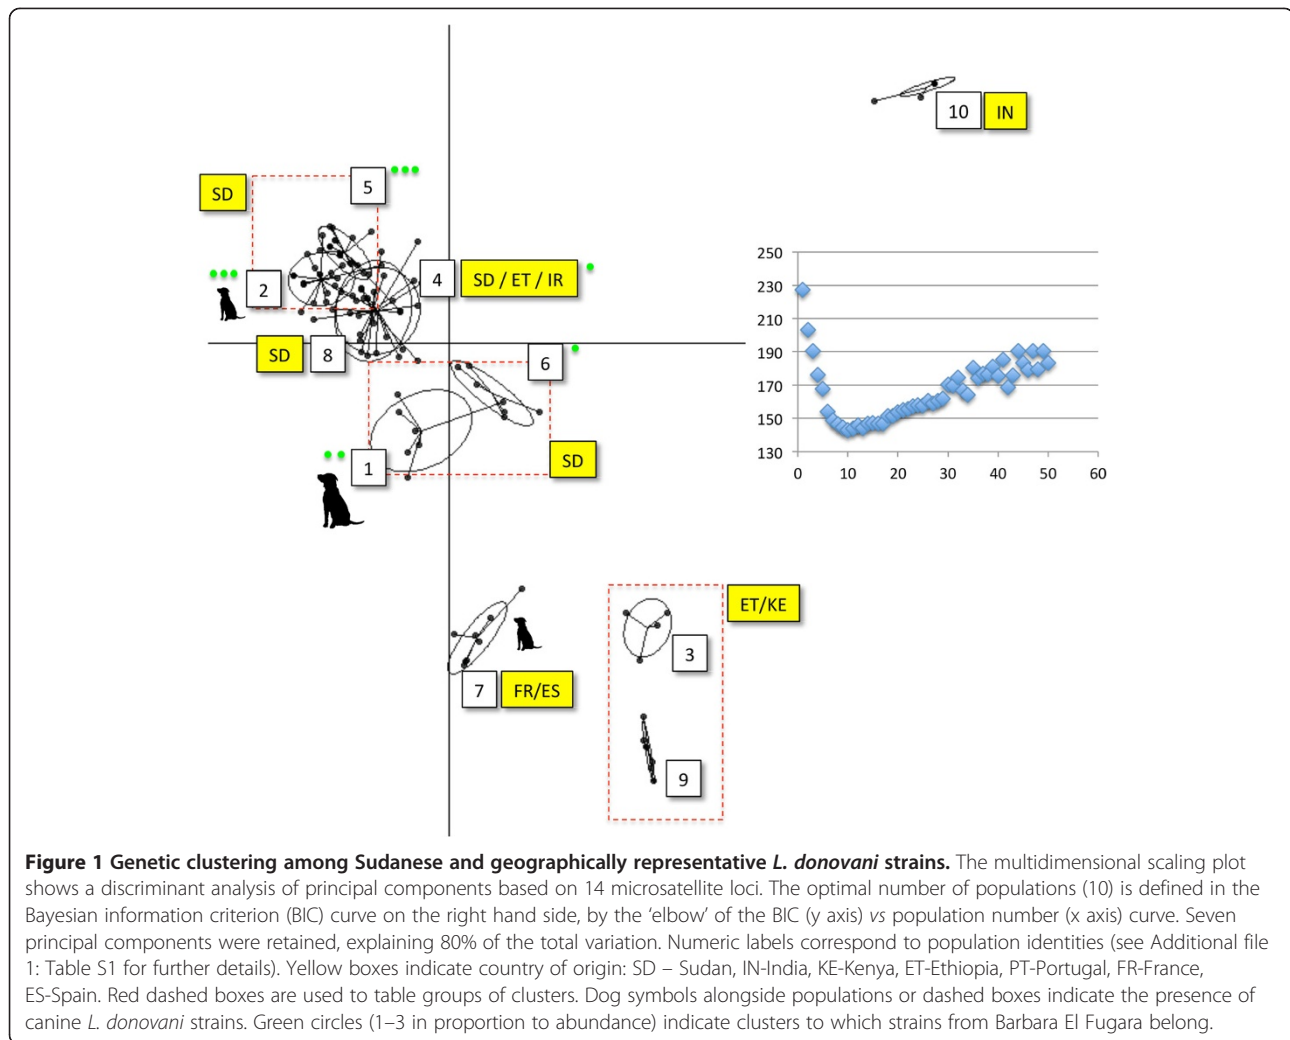 10 IN
SD
5
2
4 SD / ET / IR
SD 8
6
1
SD
250
230
210
190
170
150
130
0 10 20 30 40 50 60
ET/KE
3
7 FR/ES
9
Figure 1 Genetic clustering among Sudanese and geographically representative L. donovani strains. The multidimensional scaling plot
shows a discriminant analysis of principal components based on 14 microsatellite loci. The optimal number of populations (10) is defined in the
Bayesian information criterion (BIC) curve on the right hand side, by the ‘elbow’ of the BIC (y axis) vs population number (x axis) curve. Seven
principal components were retained, explaining 80% of the total variation. Numeric labels correspond to population identities (see Additional file
1: Table S1 for further details). Yellow boxes indicate country of origin: SD – Sudan, IN-India, KE-Kenya, ET-Ethiopia, PT-Portugal, FR-France,
ES-Spain. Red dashed boxes are used to table groups of clusters. Dog symbols alongside populations or dashed boxes indicate the presence of
canine L. donovani strains. Green circles (1–3 in proportion to abundance) indicate clusters to which strains from Barbara El Fugara belong.